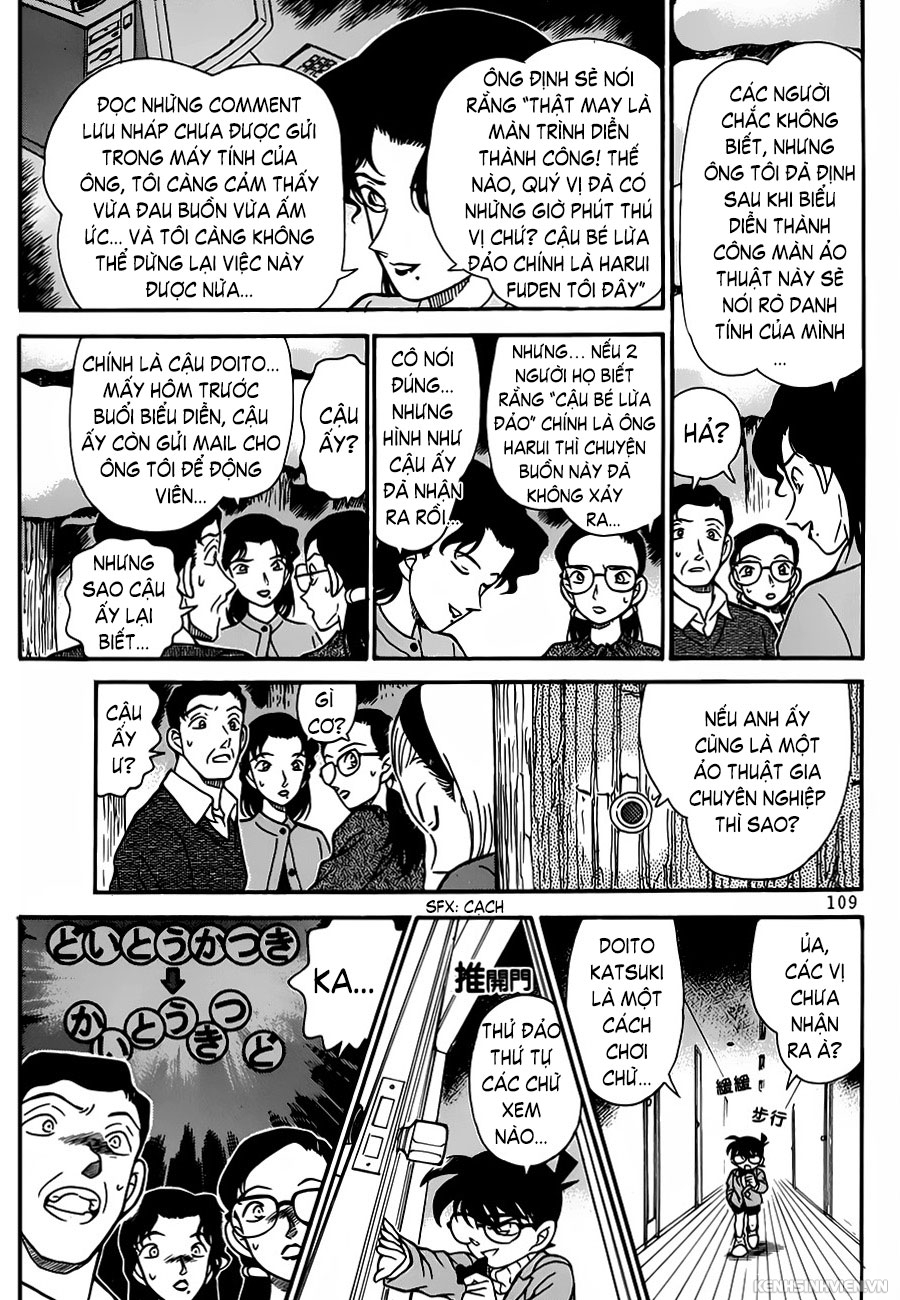 CÁC NGƯỜI
CHẮC KHÔNG
BIẾT, NHƯNG
ÔNG TÔI ĐÃ ĐỊNH
SAU KHI BIỂU
DIỄN THÀNH
CÔNG MÀN ẢO
THUẬT NÀY SẼ
NÓI RÕ DANH
TÍNH CỦA MÌNH
...
ÔNG ĐỊNH SẼ NÓI
RẰNG "THẬT MAY LÀ
MÀN TRÌNH DIỄN
THÀNH CÔNG! THẾ
NÀO, QUÝ VỊ ĐÃ CÓ
NHỮNG GIỜ PHÚT THÚ
VỊ CHỨ? CẬU BÉ LỪA
ĐẢO CHÍNH LÀ HARUI
FUDEN TÔI ĐÂY"
ĐỌC NHỮNG COMMENT
LƯU NHÁP CHƯA ĐƯỢC GỬI
TRONG MÁY TÍNH CỦA
ÔNG, TÔI CÀNG CẢM THẤY
VỪA ĐAU BUỒN VỪA ẤM
ỨC... VÀ TÔI CÀNG KHÔNG
THỂ DỪNG LẠI VIỆC NÀY
ĐƯỢC NỮA...
HẢ?
NHƯNG... NẾU 2
NGƯỜI HỌ BIẾT
RẰNG "CẬU BÉ LỪA
ĐẢO" CHÍNH LÀ ÔNG
HARUI THÌ CHUYỆN
BUỒN NÀY ĐÃ
KHÔNG XẢY
RA...
CÔ NÓI
ĐÚNG...
NHƯNG
HÌNH NHƯ
CẬU ẤY
ĐÃ NHẬN
RA RỒI...
CẬU
ẤY?
CHÍNH LÀ CẬU DOITO...
MẤY HÔM TRƯỚC
BUỔI BIỂU DIỄN, CẬU
ẤY CÒN GỬI MAIL CHO
ÔNG TÔI ĐỂ ĐỘNG
VIÊN...
NHƯNG
SAO CẬU
ẤY LẠI
BIẾT...
NẾU ANH ẤY
CŨNG LÀ MỘT
ẢO THUẬT GIA
CHUYÊN NGHIỆP
THÌ SAO?
GÌ
CƠ?
CẬU
ẤY
Ư?
109
SFX: CẠCH
ỦA,
CÁC VỊ
CHƯA
NHẬN
RA À?
緩緩
歩行
DOITO
KATSUKI
LÀ MỘT
CÁCH
CHƠI
CHỮ...
推開門
THỬ ĐẢO
THỨ TỰ
CÁC CHỮ
XEM
NÀO...
KA...
どいとうかつき
かいとうきっど
KENHSINHVIEN.VN